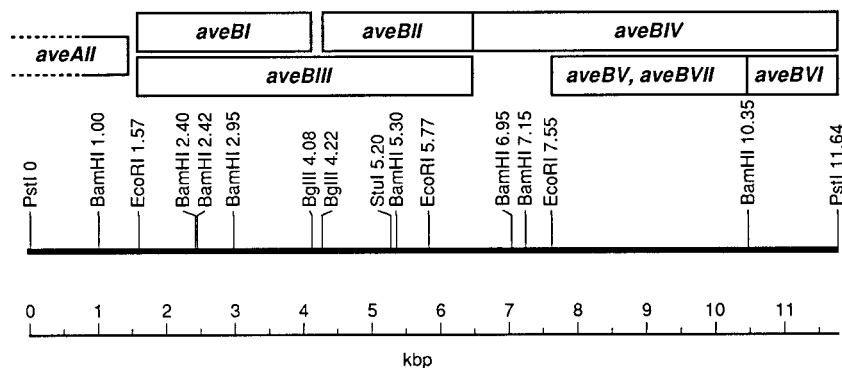 aveBI aveBII aveBIV
aveAII
aveBIII aveBV, aveBVII aveBVI
PstI 0
BamHI 1.00
EcoRI 1.57
BamHI 2.40
BamHI 2.42
BamHI 2.95
BglII 4.08
BglII 4.22
StuI 5.20
BamHI 5.30
EcoRI 5.77
BamHI 6.95
BamHI 7.15
EcoRI 7.55
BamHI 10.35
PstI 11.64
0 1 2 3 4 5 6 7 8 9 10 11
kbp